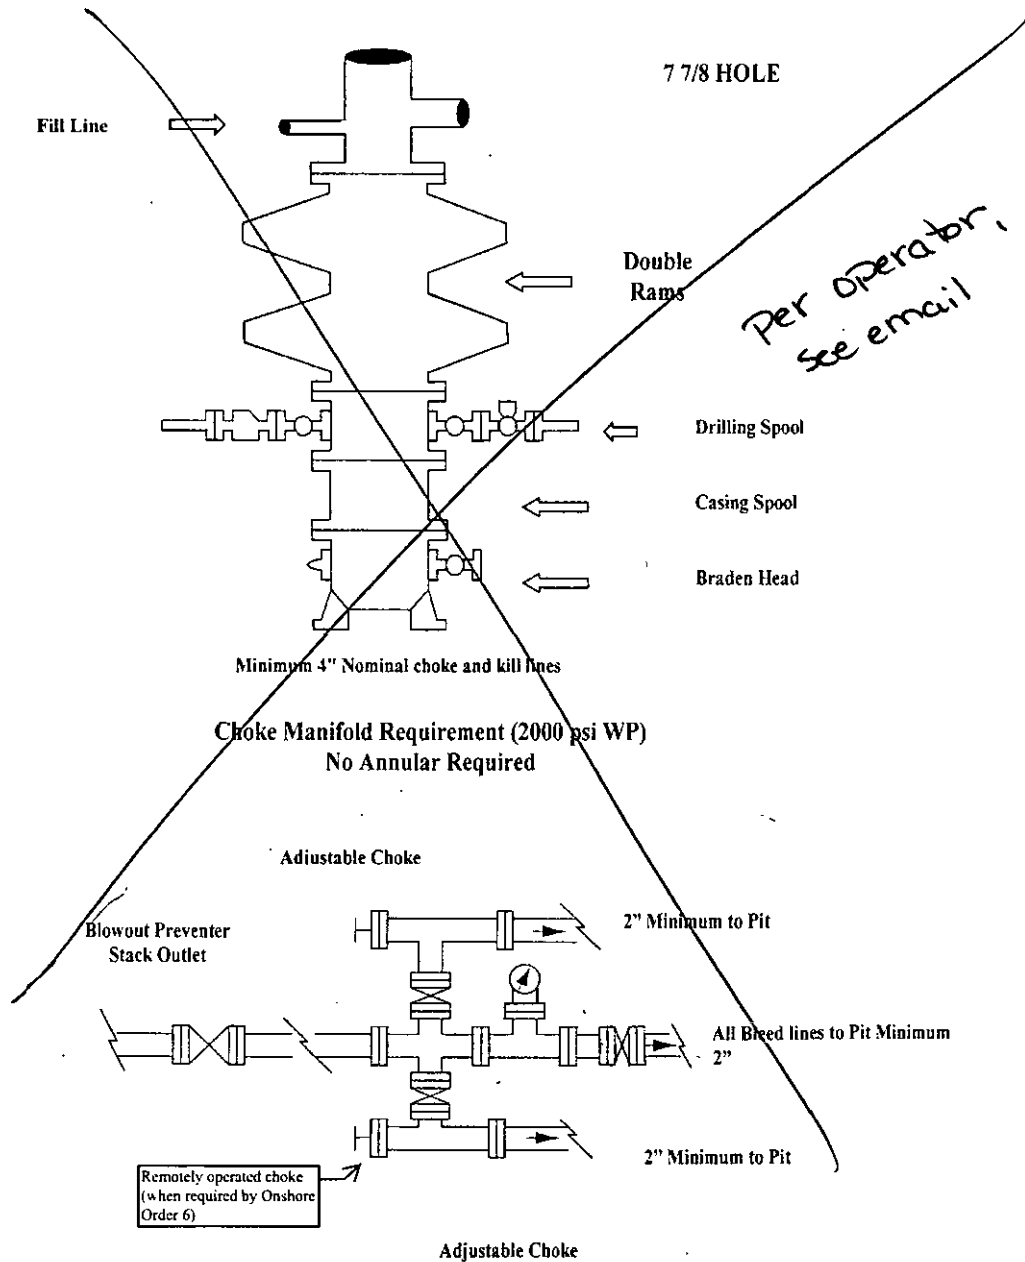 7 7/8 HOLE
Fill Line
Double
Rams
Per operator,
see email
Drilling Spool
Casing Spool
Braden Head
Minimum 4" Nominal choke and kill lines
Choke Manifold Requirement (2000 psi WP)
No Annular Required
Adjustable Choke
Blowout Preventer
Stack Outlet
2" Minimum to Pit
All Bleed lines to Pit Minimum
2"
2" Minimum to Pit
Remotely operated choke
(when required by Onshore
Order 6)
Adjustable Choke